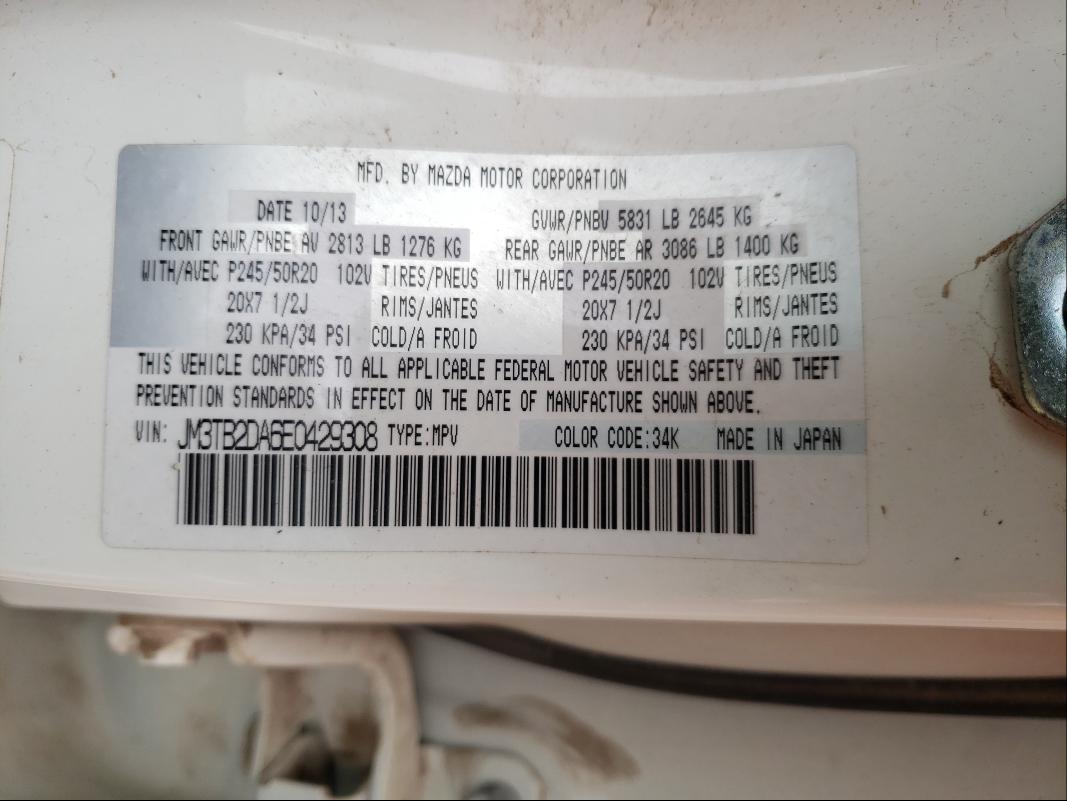 MFD. BY MAZDA MOTOR CORPORATION
DATE 10/13 GVWR/PNBV 5831 LB 2645 KG
FRONT GAWR/PNBE AV 2813 LB 1276 KG REAR GAWR/PNBE AR 3086 LB 1400 KG
WITH/AVEC P245/50R20 102V TIRES/PNEUS WITH/AVEC P245/50R20 102V TIRES/PNEUS
20X7 1/2J RIMS/JANTES 20X7 1/2J RIMS/JANTES
230 KPA/34 PSI COLD/A FROID 230 KPA/34 PSI COLD/A FROID
THIS VEHICLE CONFORMS TO ALL APPLICABLE FEDERAL MOTOR VEHICLE SAFETY AND THEFT
PREVENTION STANDARDS IN EFFECT ON THE DATE OF MANUFACTURE SHOWN ABOVE.
VIN: JM3TB2DA6E0429308 TYPE:MPV COLOR CODE:34K MADE IN JAPAN